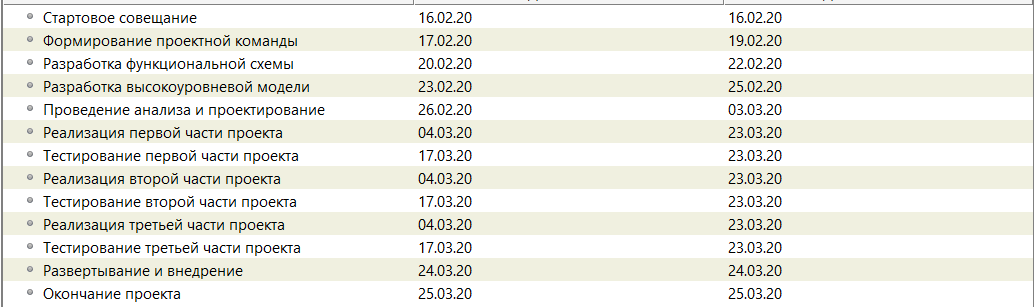 Стартовое совещание 16.02.20 16.02.20
Формирование проектной команды 17.02.20 19.02.20
Разработка функциональной схемы 20.02.20 22.02.20
Разработка высокоуровневой модели 23.02.20 25.02.20
Проведение анализа и проектирование 26.02.20 03.03.20
Реализация первой части проекта 04.03.20 23.03.20
Тестирование первой части проекта 17.03.20 23.03.20
Реализация второй части проекта 04.03.20 23.03.20
Тестирование второй части проекта 17.03.20 23.03.20
Реализация третьей части проекта 04.03.20 23.03.20
Тестирование третьей части проекта 17.03.20 23.03.20
Развертывание и внедрение 24.03.20 24.03.20
Окончание проекта 25.03.20 25.03.20